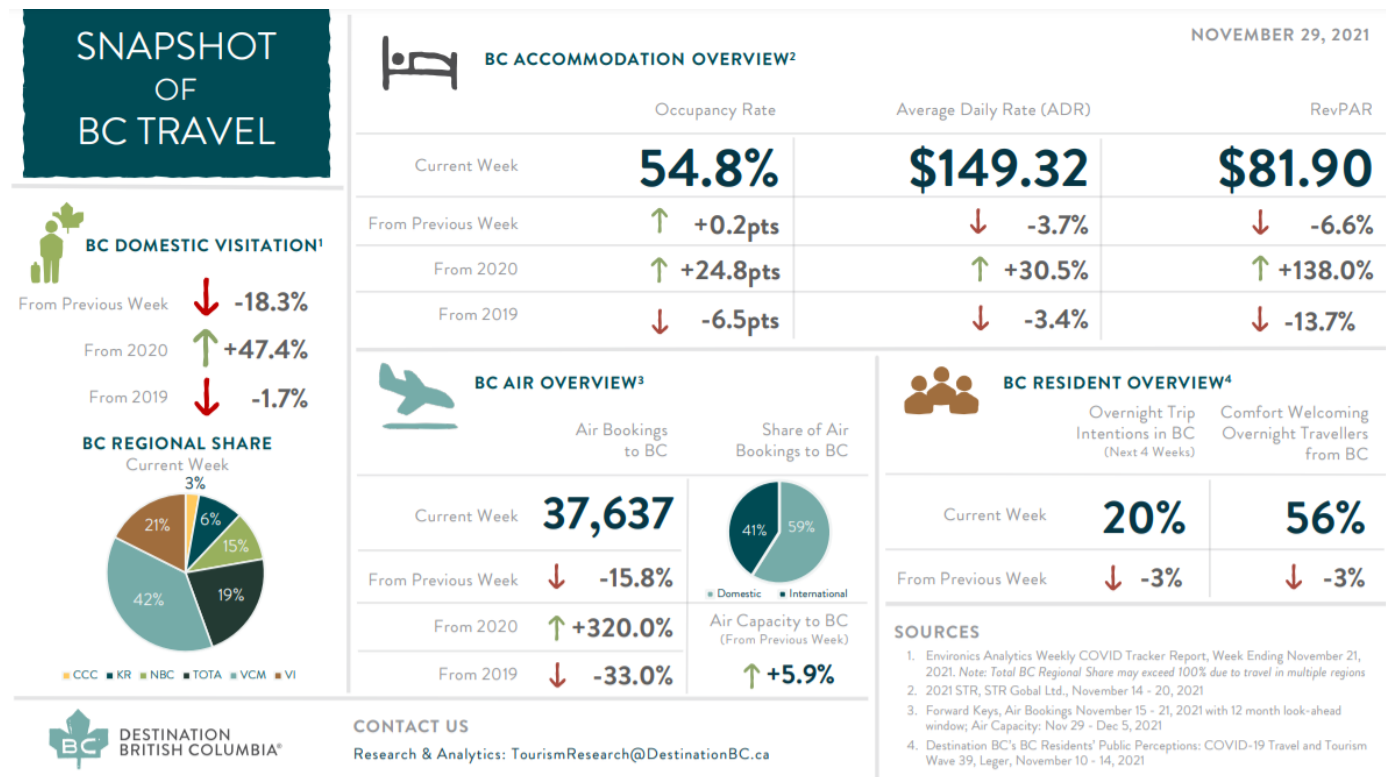 SNAPSHOT
OF
BC TRAVEL
BC DOMESTIC VISITATION¹
From Previous Week -18.3%
From 2020 +47.4%
From 2019 -1.7%
BC REGIONAL SHARE
Current Week
3%
6%
15%
19%
42%
21%
CCC KR NBC TOTA VCM VI
NOVEMBER 29, 2021
BC ACCOMMODATION OVERVIEW²
Occupancy Rate Average Daily Rate (ADR) RevPAR
Current Week 54.8% $149.32 $81.90
From Previous Week +0.2pts -3.7% -6.6%
From 2020 +24.8pts +30.5% +138.0%
From 2019 -6.5pts -3.4% -13.7%
BC AIR OVERVIEW³
Air Bookings
to BC
Share of Air
Bookings to BC
Current Week 37,637
From Previous Week -15.8%
From 2020 +320.0%
From 2019 -33.0%
41% 59%
Domestic International
Air Capacity to BC
(From Previous Week)
+5.9%
BC RESIDENT OVERVIEW⁴
Overnight Trip
Intentions in BC
(Next 4 Weeks)
Comfort Welcoming
Overnight Travellers
from BC
Current Week 20% 56%
From Previous Week -3% -3%
SOURCES
1. Environics Analytics Weekly COVID Tracker Report, Week Ending November 21,
2021. Note: Total BC Regional Share may exceed 100% due to travel in multiple regions
2. 2021 STR, STR Gobal Ltd., November 14 - 20, 2021
3. Forward Keys, Air Bookings November 15 - 21, 2021 with 12 month look-ahead
window; Air Capacity: Nov 29 - Dec 5, 2021
4. Destination BC's BC Residents' Public Perceptions: COVID-19 Travel and Tourism
Wave 39, Leger, November 10 - 14, 2021
BC
DESTINATION
BRITISH COLUMBIA®
CONTACT US
Research & Analytics: TourismResearch@DestinationBC.ca